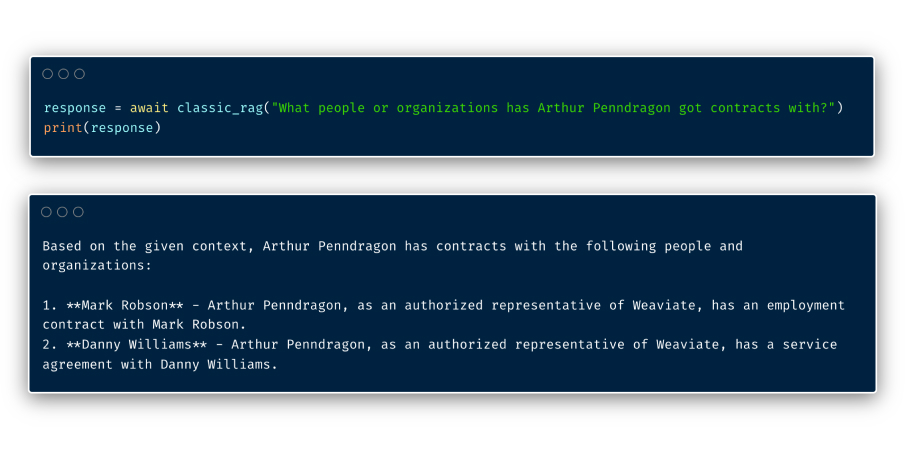 response = await classic_rag("What people or organizations has Arthur Penndragon got contracts with?")
print(response)
Based on the given context, Arthur Penndragon has contracts with the following people and
organizations:
1. **Mark Robson** - Arthur Penndragon, as an authorized representative of Weaviate, has an employment
contract with Mark Robson.
2. **Danny Williams** - Arthur Penndragon, as an authorized representative of Weaviate, has a service
agreement with Danny Williams.